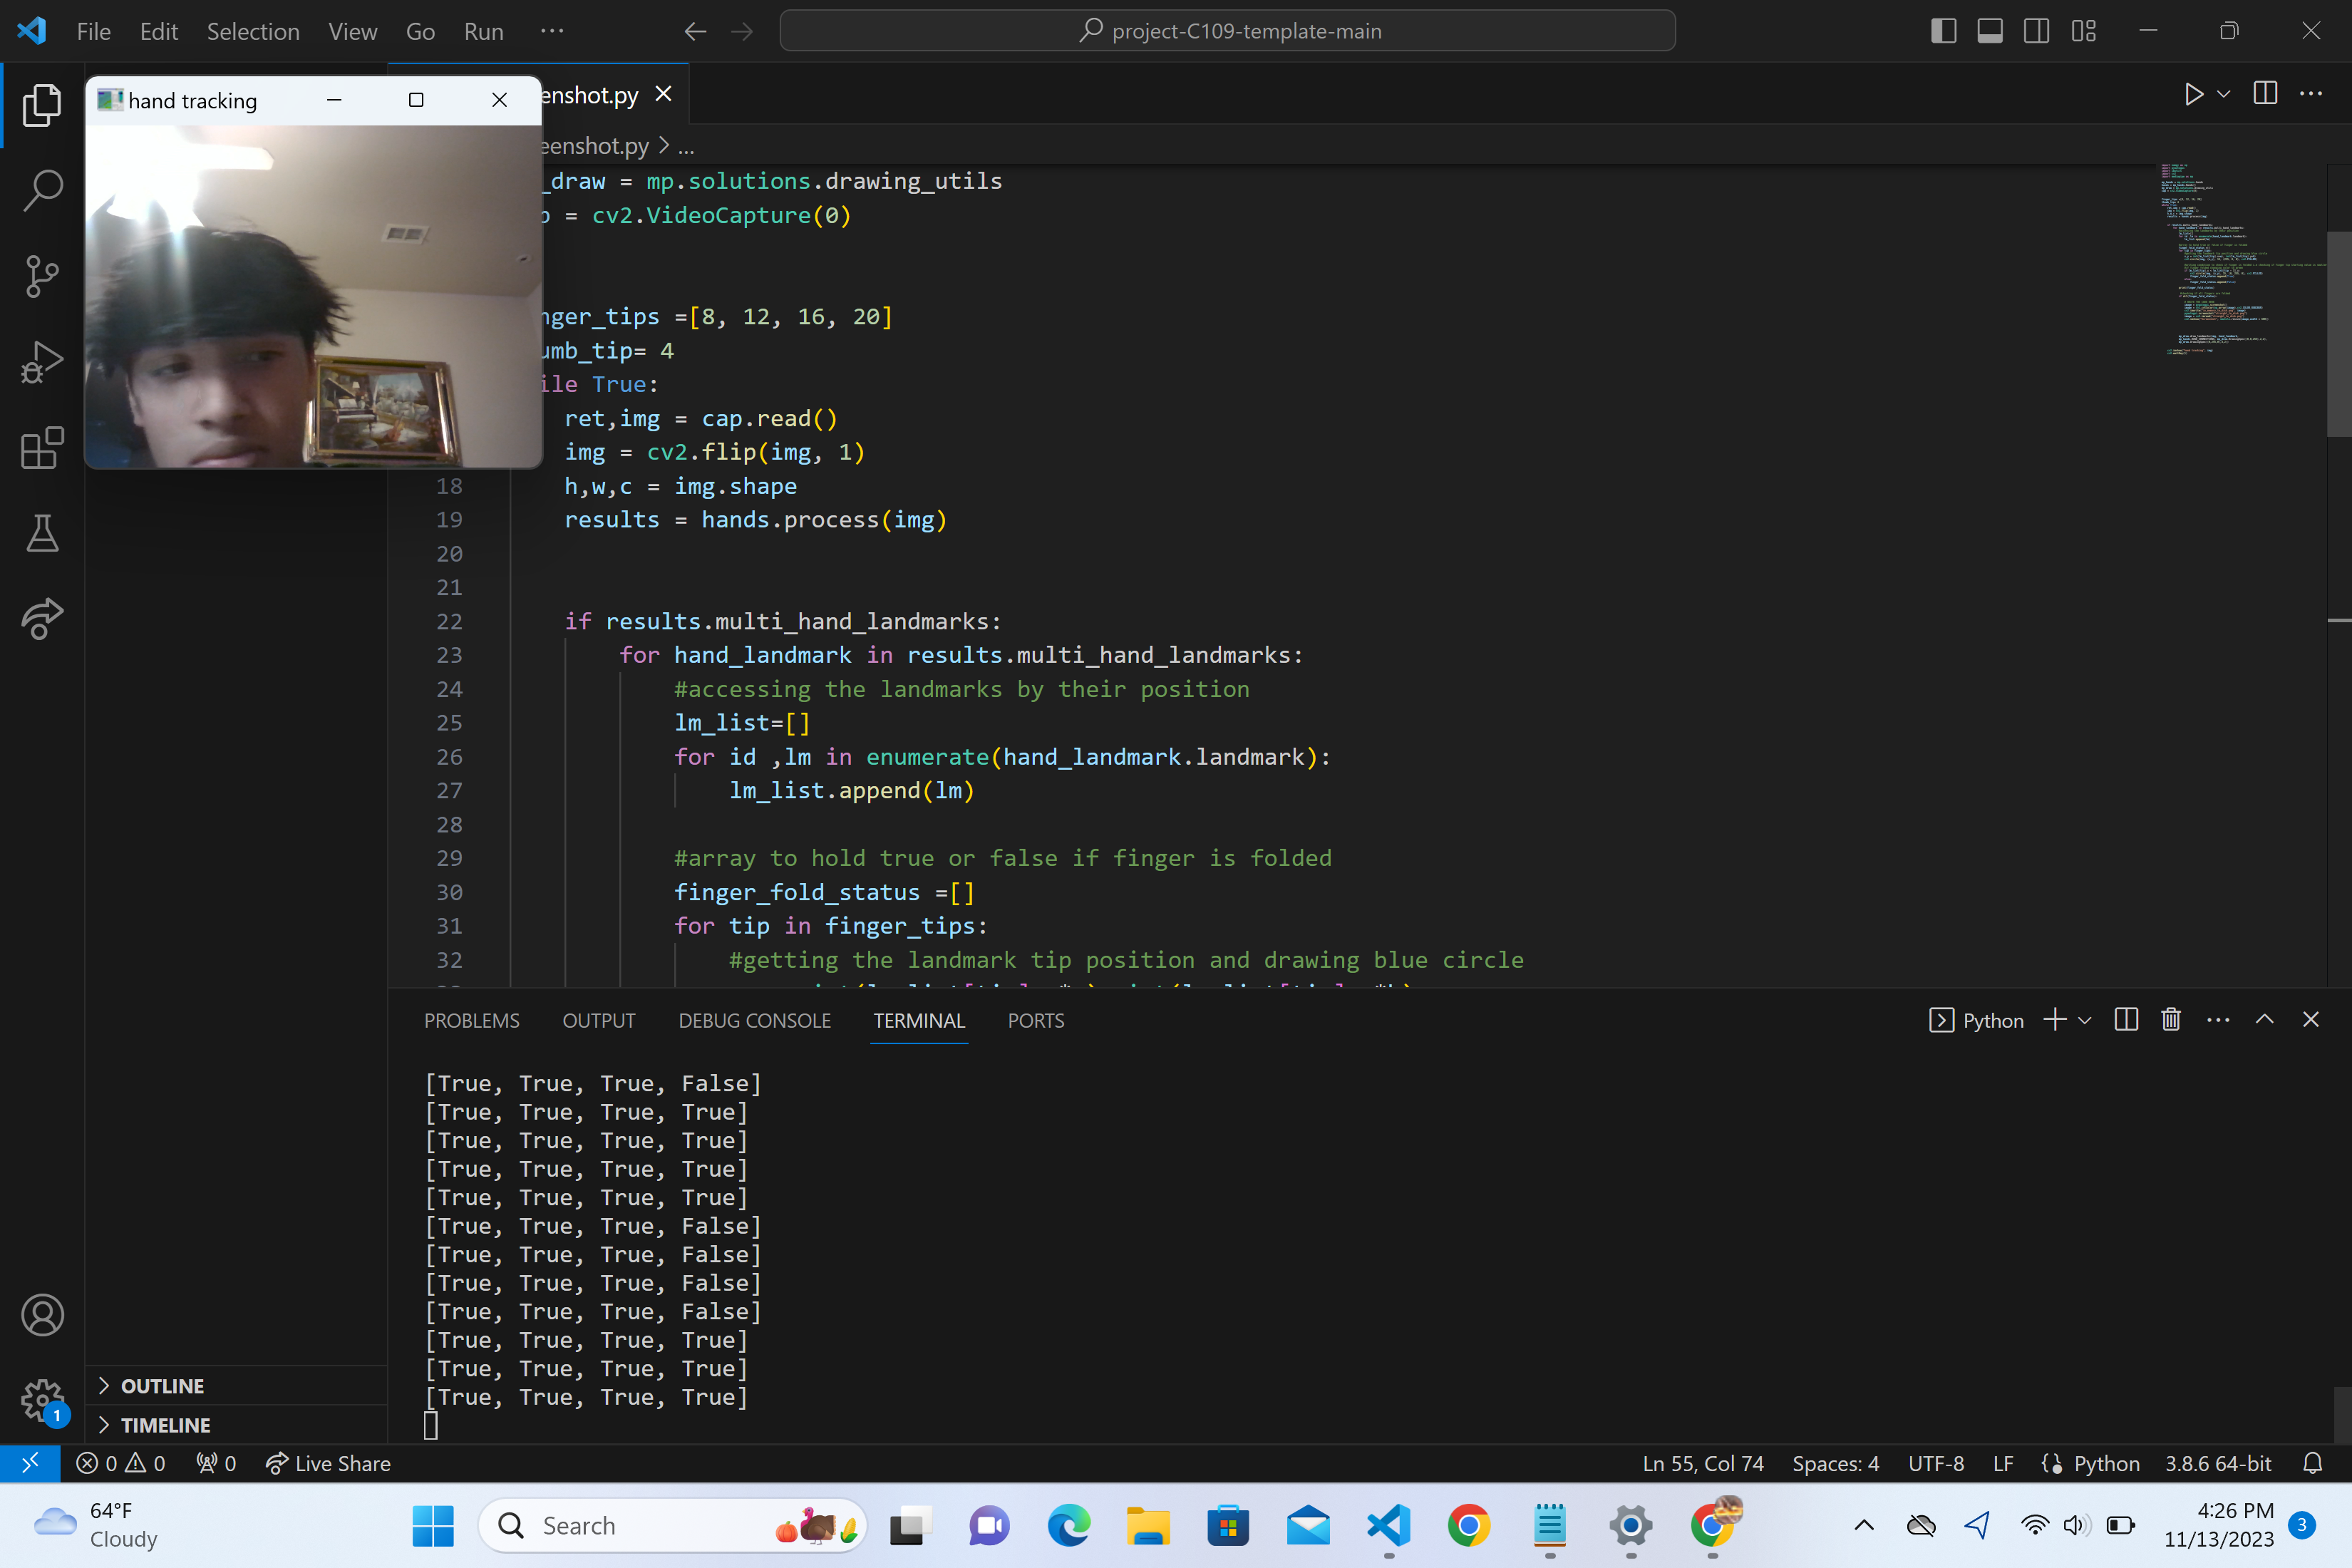 File Edit Selection View Go Run ...
project-C109-template-main
hand tracking
enshot.py
eenshot.py > ...
_draw = mp.solutions.drawing_utils
p = cv2.VideoCapture(0)
nger_tips =[8, 12, 16, 20]
umb_tip= 4
ile True:
ret,img = cap.read()
img = cv2.flip(img, 1)
18 h,w,c = img.shape
19 results = hands.process(img)
20
21
22 if results.multi_hand_landmarks:
23 for hand_landmark in results.multi_hand_landmarks:
24 #accessing the landmarks by their position
25 lm_list=[]
26 for id ,lm in enumerate(hand_landmark.landmark):
27 lm_list.append(lm)
28
29 #array to hold true or false if finger is folded
30 finger_fold_status =[]
31 for tip in finger_tips:
32 #getting the landmark tip position and drawing blue circle
PROBLEMS OUTPUT DEBUG CONSOLE TERMINAL PORTS
Python
[True, True, True, False]
[True, True, True, True]
[True, True, True, True]
[True, True, True, True]
[True, True, True, True]
[True, True, True, False]
[True, True, True, False]
[True, True, True, False]
[True, True, True, False]
[True, True, True, True]
[True, True, True, True]
[True, True, True, True]
OUTLINE
TIMELINE
1
0 0 0 Live Share
Ln 55, Col 74 Spaces: 4 UTF-8 LF Python 3.8.6 64-bit
64°F
Cloudy
Search
4:26 PM
11/13/2023
3